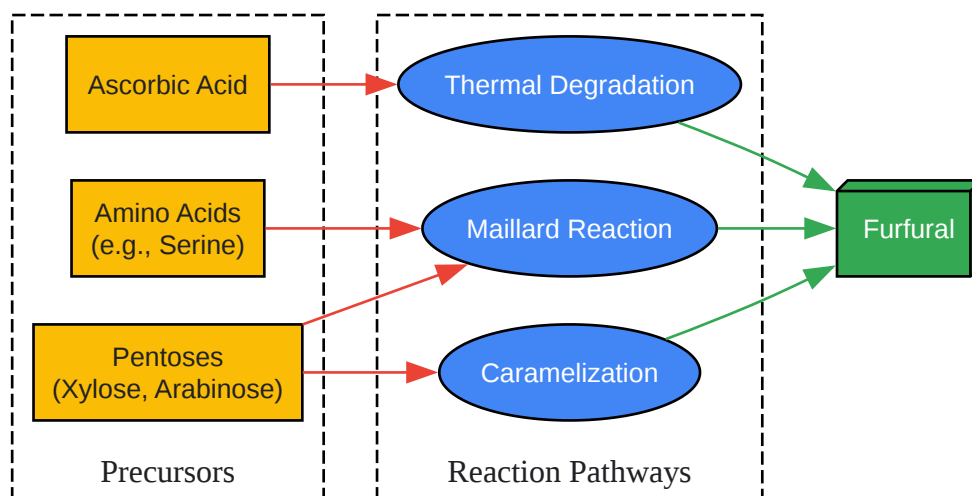 Ascorbic Acid
Thermal Degradation
Amino Acids
(e.g., Serine)
Maillard Reaction
Furfural
Pentoses
(Xylose, Arabinose)
Caramelization
Precursors
Reaction Pathways